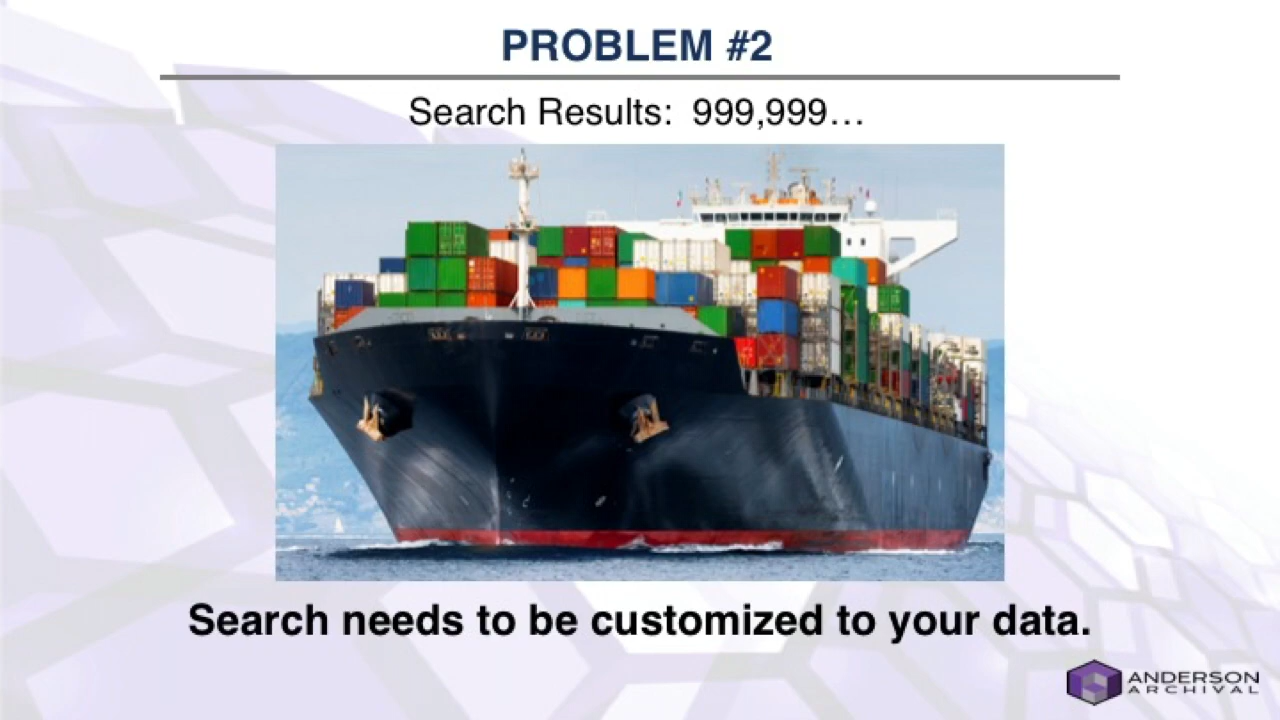 PROBLEM #2
Search Results:  999,999…
Search needs to be customized to your data.
ANDERSON
ARCHIVAL